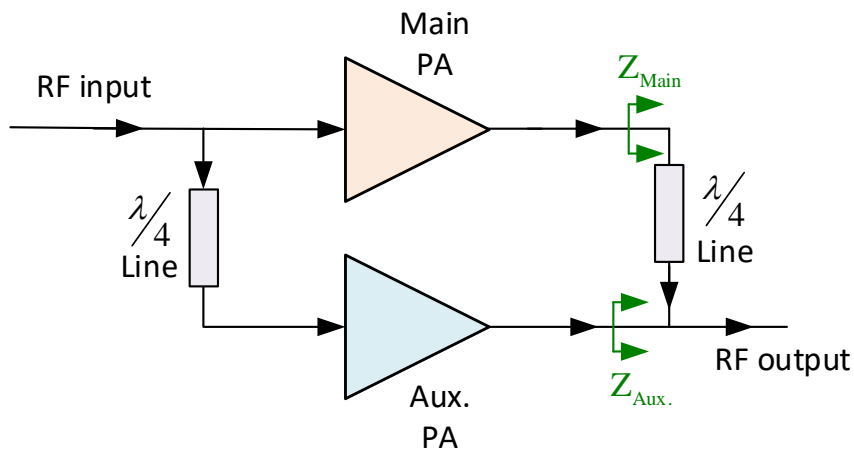 Main
PA
Z_Main
RF input
λ/4
Line
λ/4
Line
RF output
Z_Aux.
Aux.
PA